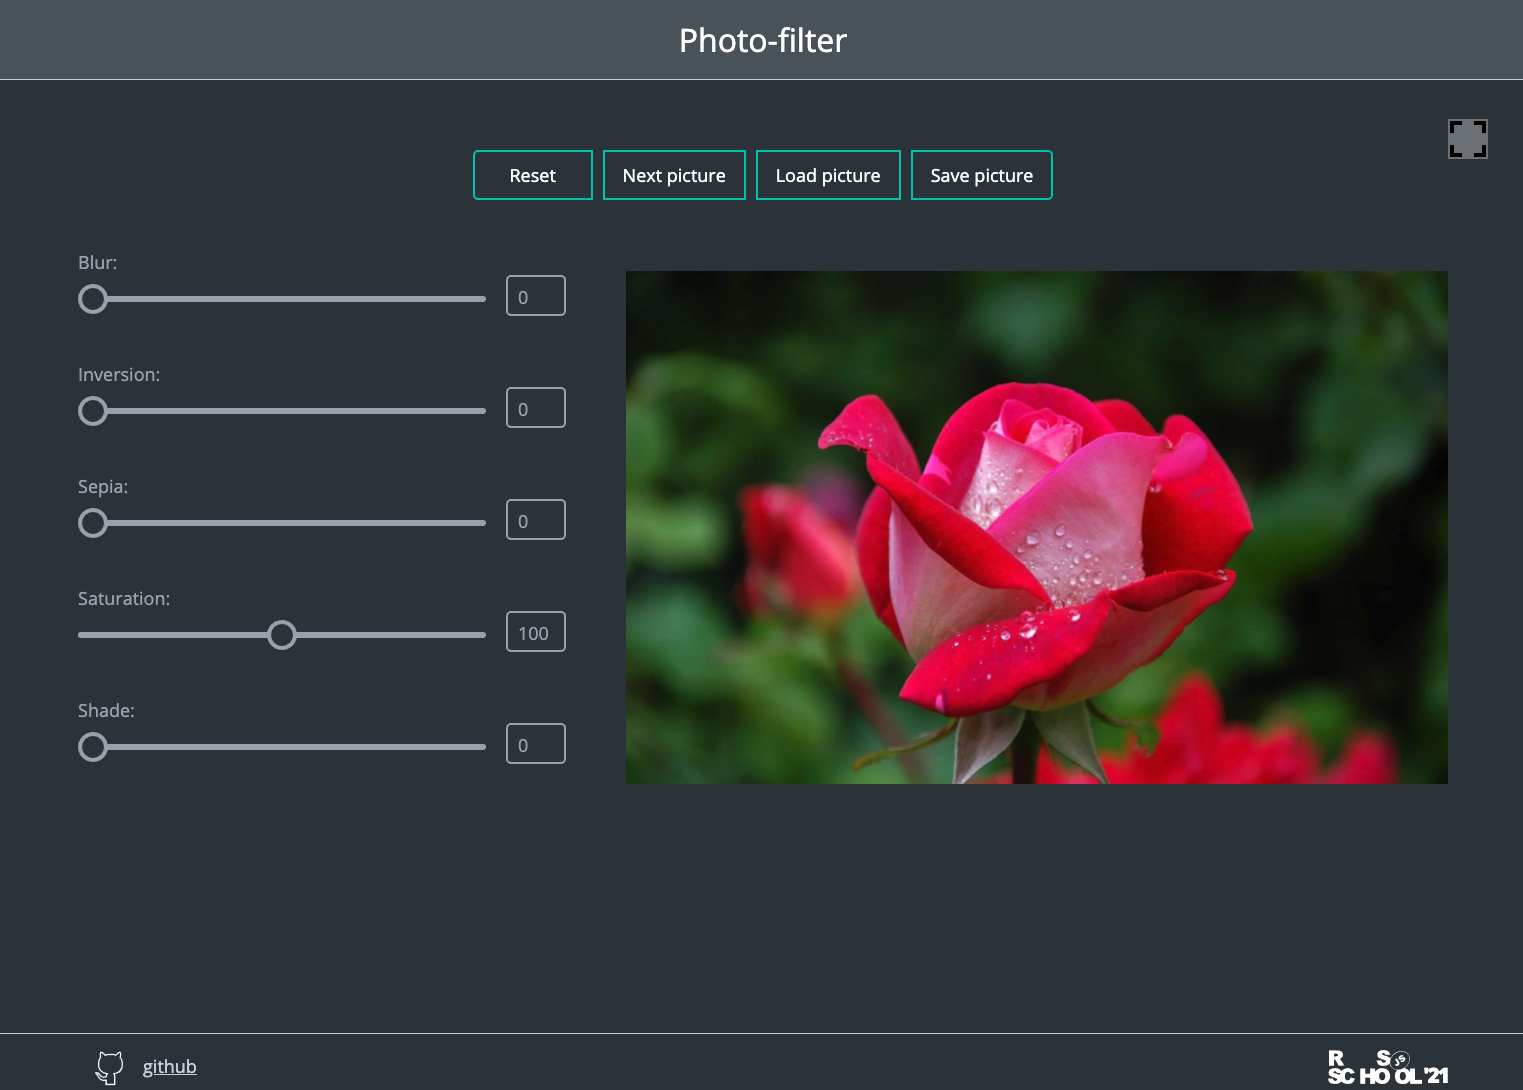 Photo-filter
Reset Next picture Load picture Save picture
Blur:
0
Inversion:
0
Sepia:
0
Saturation:
100
Shade:
0
github
R S JS
SCHOOL'21